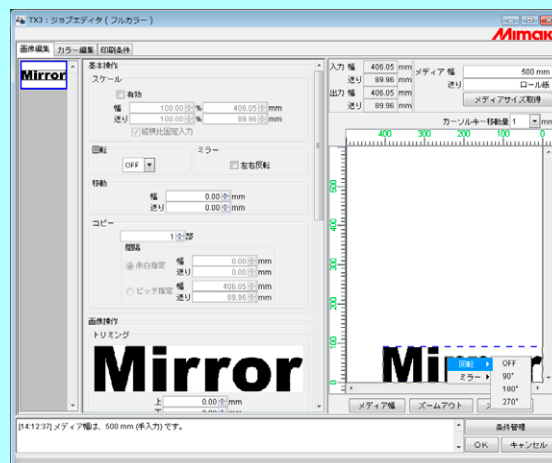 TX3：ジョブエディタ（フルカラー）
Mimaki
画像編集 カラー編集 印刷条件
Mirror
基本操作
スケール
有効
幅 100.00 % 406.05 mm
送り 100.00 % 89.96 mm
縦横比固定入力
回転 ミラー
OFF 左右反転
移動
幅 0.00 mm
送り 0.00 mm
コピー
1 部
間隔
余白指定 幅 0.00 mm
送り 0.00 mm
ピッチ指定 幅 406.05 mm
送り 89.96 mm
画像操作
トリミング
Mirror
上 0.00 mm
入力 幅 406.05 mm
送り 89.96 mm
出力 幅 406.05 mm
送り 89.96 mm
メディア 幅 500 mm
送り ロール紙
メディアサイズ取得
カーソルキー移動量 1 mm
400 300 200 100 0
500
400
300
200
100
0
回転
ミラー
OFF
90°
180°
270°
メディア幅 ズームアウト
[14:12:37] メディア幅は、500 mm (手入力) です。
条件管理
OK キャンセル